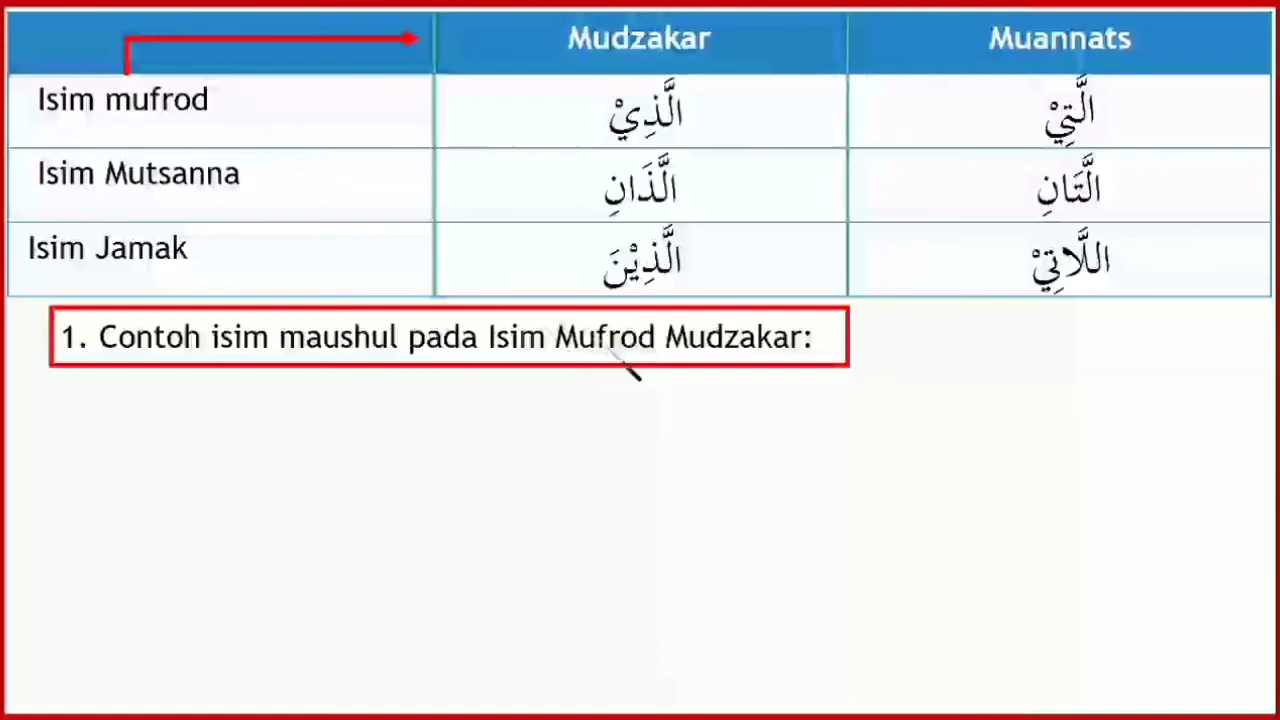 Mudzakar Muannats
Isim mufrod الَّذِيْ الَّتِيْ
Isim Mutsanna الَّذَانِ الَّتَانِ
Isim Jamak الَّذِيْنَ اللَّاتِيْ
1. Contoh isim maushul pada Isim Mufrod Mudzakar: